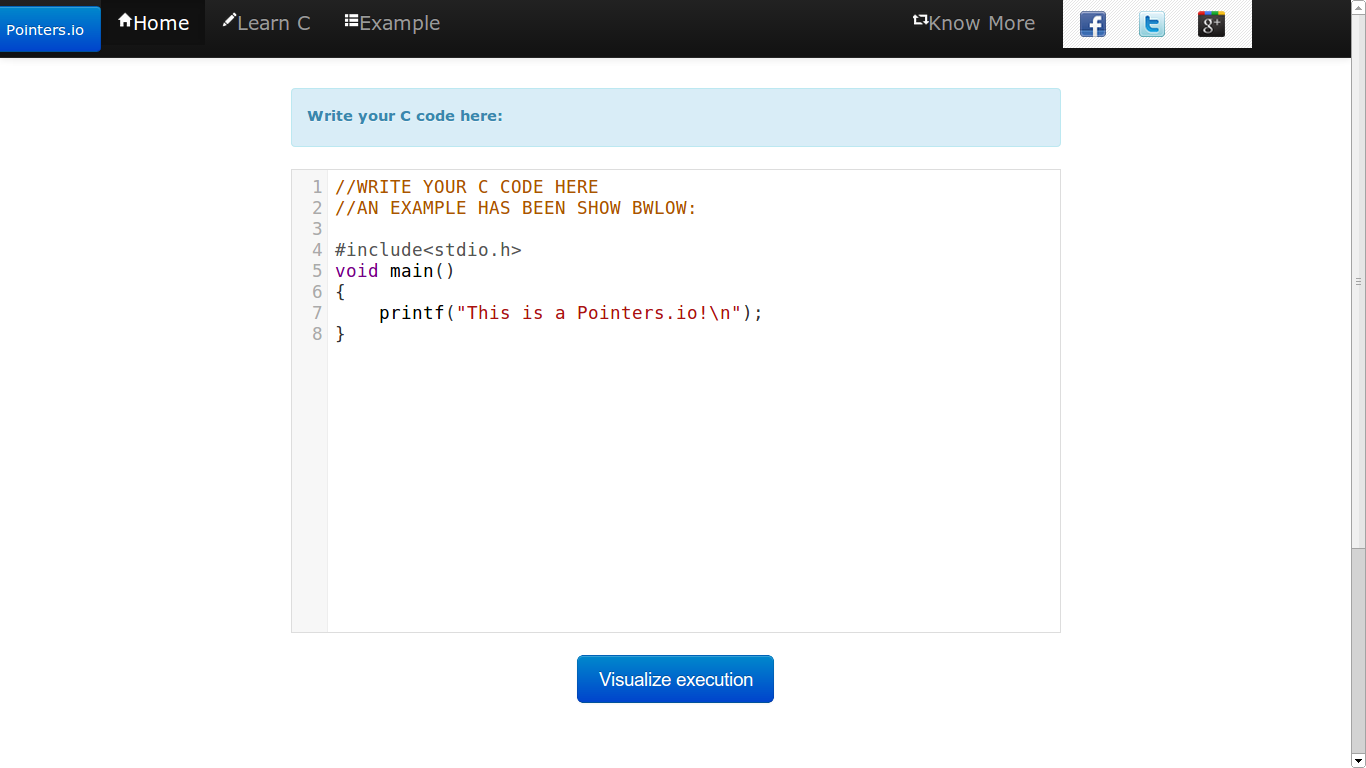 Pointers.io Home Learn C Example Know More
Write your C code here:
1 //WRITE YOUR C CODE HERE
2 //AN EXAMPLE HAS BEEN SHOW BWLOW:
3
4 #include<stdio.h>
5 void main()
6 {
7     printf("This is a Pointers.io!\n");
8 }
Visualize execution